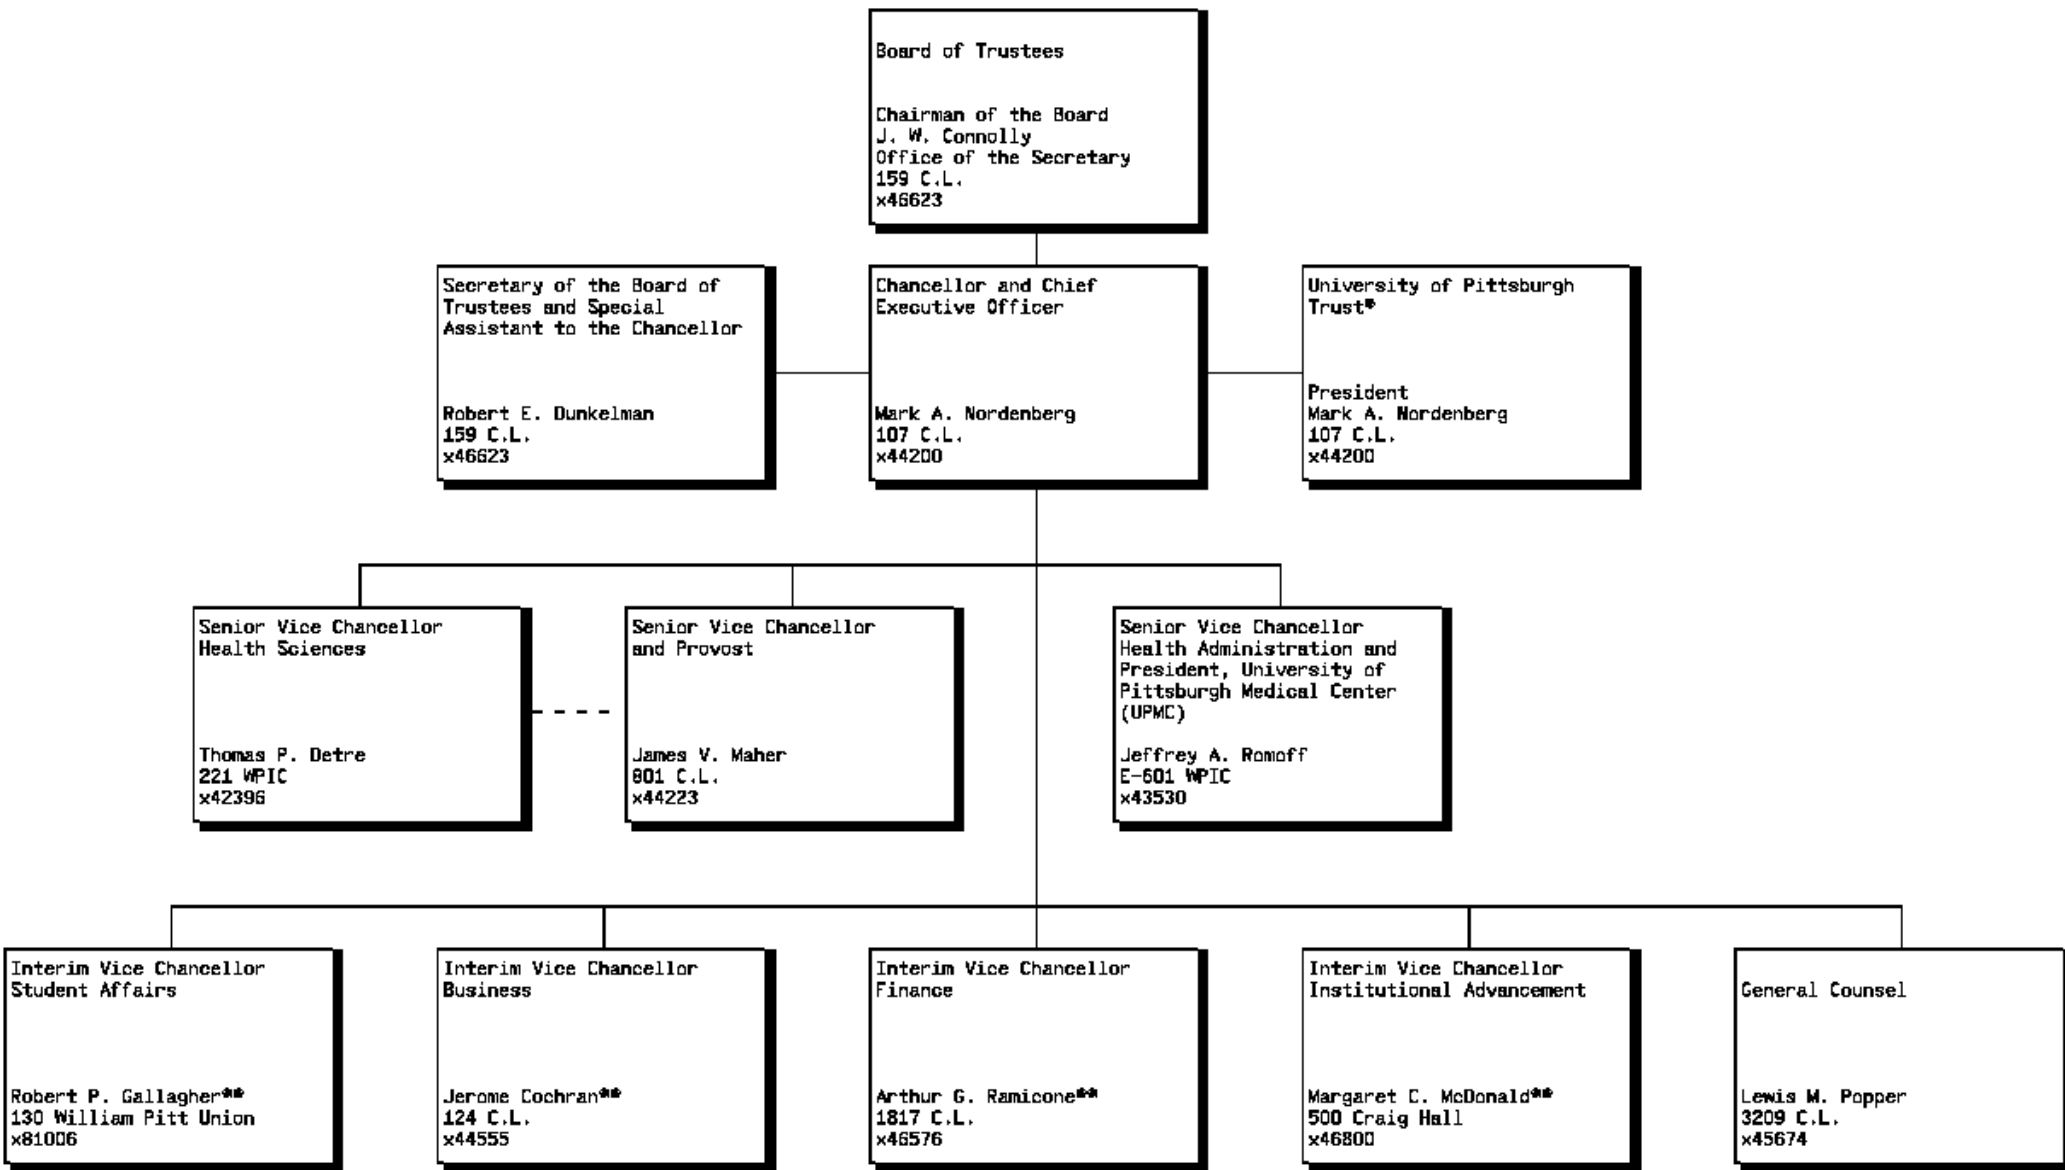 Board of Trustees
Chairman of the Board
J. W. Connolly
Office of the Secretary
159 C.L.
x46623
Secretary of the Board of
Trustees and Special
Assistant to the Chancellor
Robert E. Dunkelman
159 C.L.
x46623
Chancellor and Chief
Executive Officer
Mark A. Nordenberg
107 C.L.
x44200
University of Pittsburgh
Trust*
President
Mark A. Nordenberg
107 C.L.
x44200
Senior Vice Chancellor
Health Sciences
Thomas P. Detre
221 WPIC
x42396
Senior Vice Chancellor
and Provost
James V. Maher
801 C.L.
x44223
Senior Vice Chancellor
Health Administration and
President, University of
Pittsburgh Medical Center
(UPMC)
Jeffrey A. Romoff
E-601 WPIC
x43530
Interim Vice Chancellor
Student Affairs
Robert P. Gallagher**
130 William Pitt Union
x81006
Interim Vice Chancellor
Business
Jerome Cochran**
124 C.L.
x44555
Interim Vice Chancellor
Finance
Arthur G. Ramicone**
1817 C.L.
x46576
Interim Vice Chancellor
Institutional Advancement
Margaret C. McDonald**
500 Craig Hall
x46800
General Counsel
Lewis M. Popper
3209 C.L.
x45674